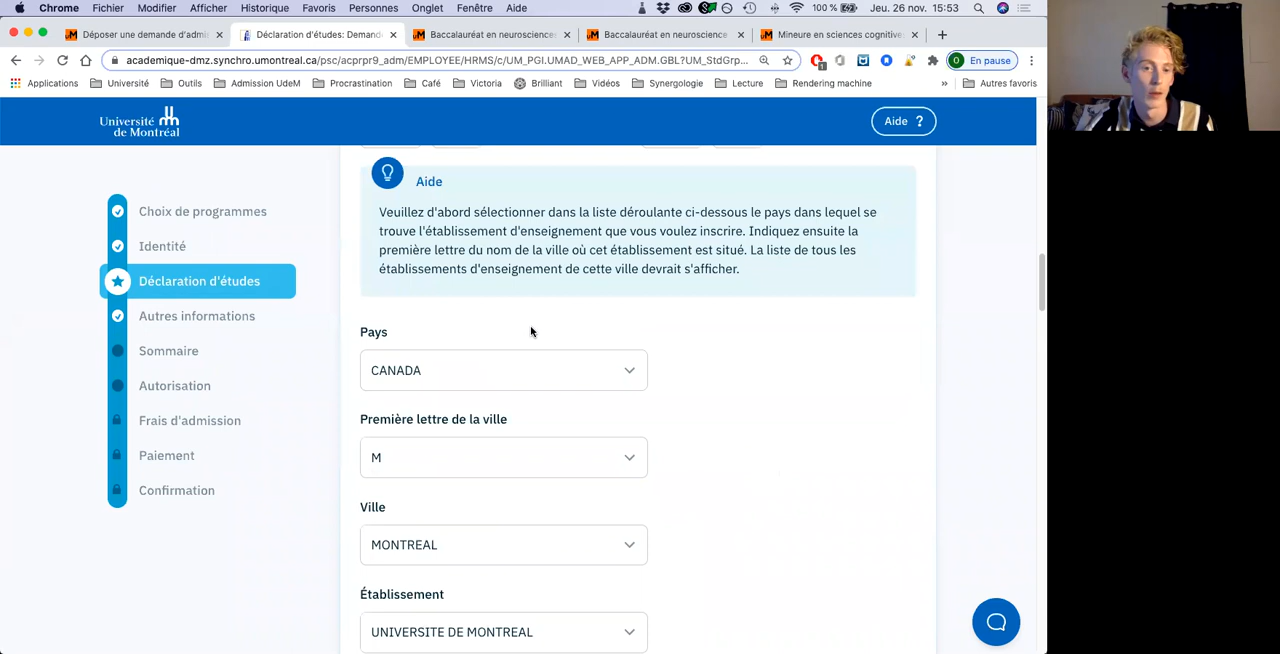 Chrome Fichier Modifier Afficher Historique Favoris Personnes Onglet Fenêtre Aide 100 % Jeu. 26 nov. 15:53
Déposer une demande d'admi Déclaration d'études: Demand Baccalauréat en neurosciences Baccalauréat en neuroscience Mineure en sciences cognitive
academique-dmz.synchro.umontreal.ca/psc/acprpr9_adm/EMPLOYEE/HRMS/c/UM_PGI.UMAD_WEB_APP_ADM.GBL?UM_StdGrp... 1 O En pause
Applications Université Outils Admission UdeM Procrastination Café Victoria Brilliant Vidéos Synergologie Lecture Rendering machine » Autres favoris
Université
de Montréal
Aide ?
Choix de programmes
Identité
Déclaration d'études
Autres informations
Sommaire
Autorisation
Frais d'admission
Paiement
Confirmation
Aide
Veuillez d'abord sélectionner dans la liste déroulante ci-dessous le pays dans lequel se
trouve l'établissement d'enseignement que vous voulez inscrire. Indiquez ensuite la
première lettre du nom de la ville où cet établissement est situé. La liste de tous les
établissements d'enseignement de cette ville devrait s'afficher.
Pays
CANADA
Première lettre de la ville
M
Ville
MONTREAL
Établissement
UNIVERSITE DE MONTREAL